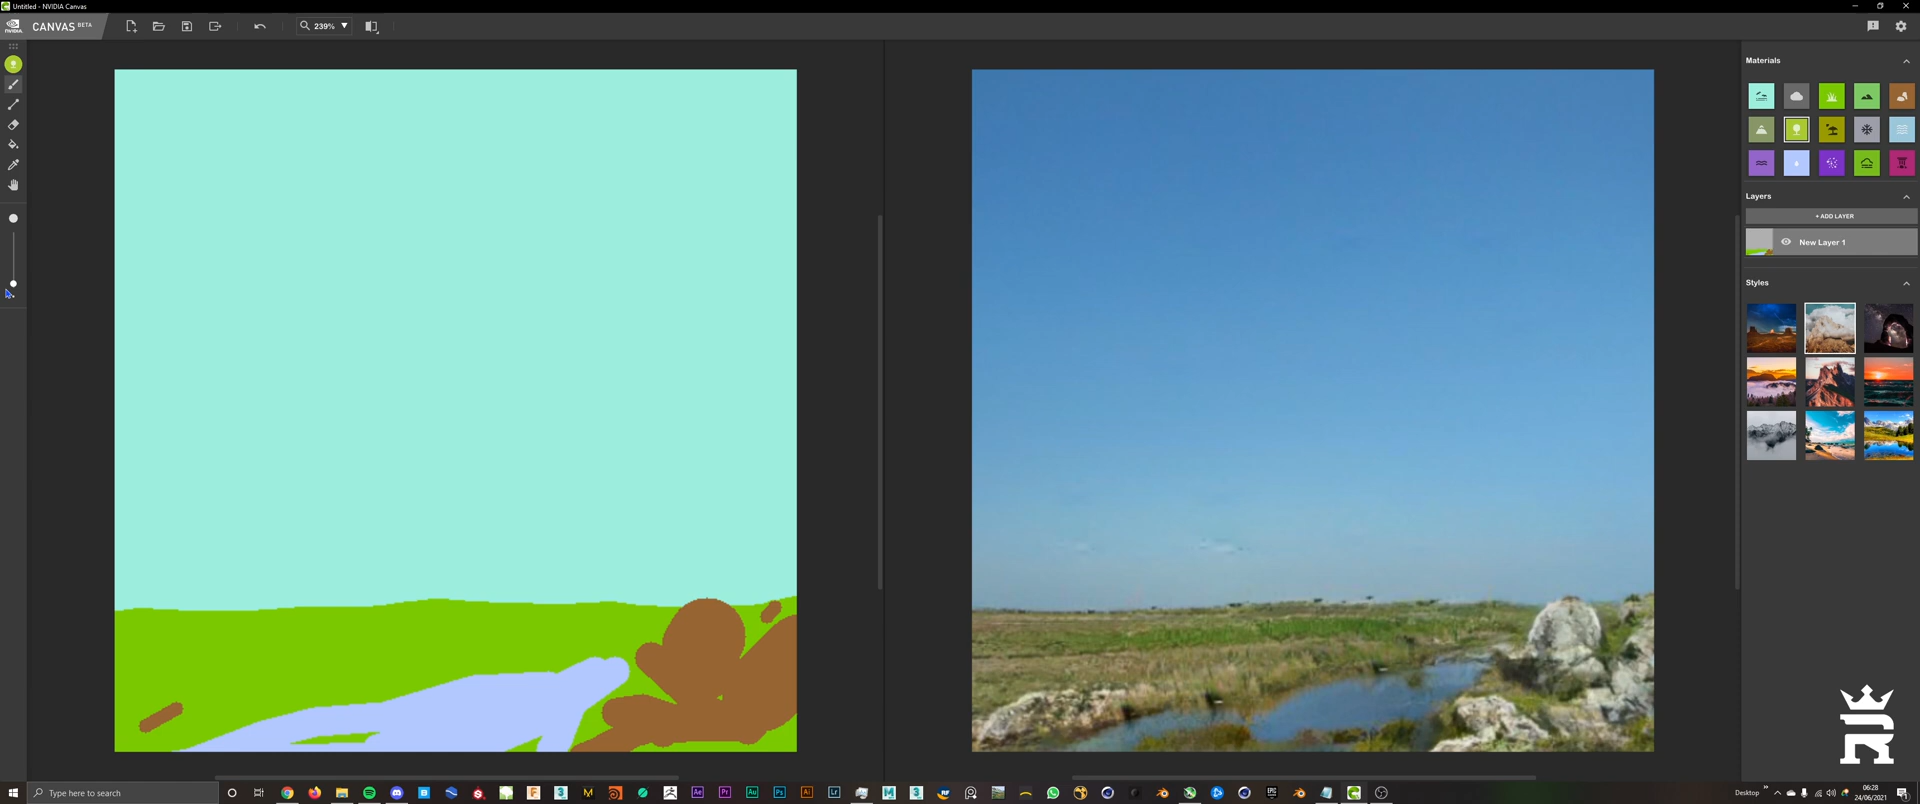 Untitled - NVIDIA Canvas
NVIDIA.
CANVAS BETA
239%
Materials
Layers
+ ADD LAYER
New Layer 1
Styles
Type here to search
Desktop
06:28
24/06/2021